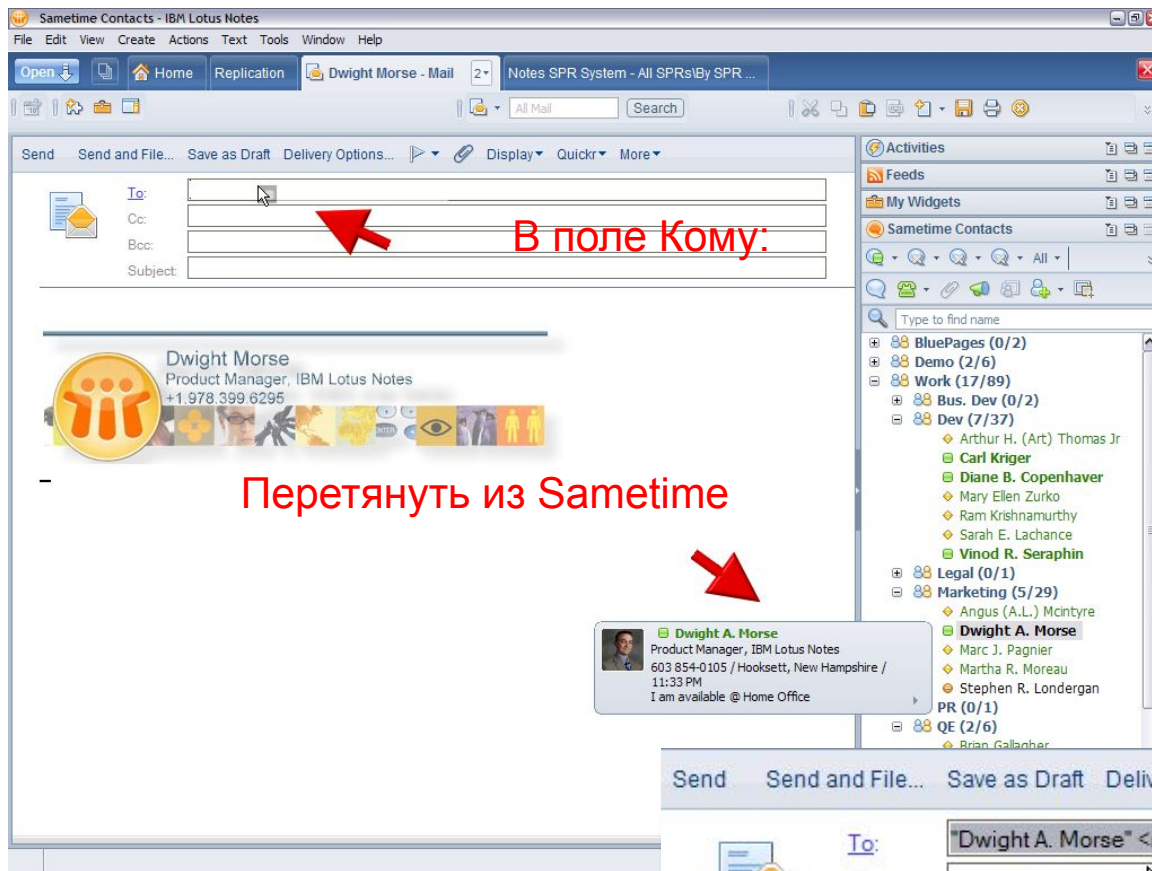 Sametime Contacts - IBM Lotus Notes
File Edit View Create Actions Text Tools Window Help
Open Home Replication Dwight Morse - Mail 2 Notes SPR System - All SPRs\By SPR ...
All Mail Search
Send Send and File... Save as Draft Delivery Options... Display Quickr More
To:
Cc:
Bcc:
Subject:
В поле Кому:
Dwight Morse
Product Manager, IBM Lotus Notes
+1.978.399.6295
ENTER
Перетянуть из Sametime
Activities
Feeds
My Widgets
Sametime Contacts
All
Type to find name
BluePages (0/2)
Demo (2/6)
Work (17/89)
Bus. Dev (0/2)
Dev (7/37)
Arthur H. (Art) Thomas Jr
Carl Kriger
Diane B. Copenhaver
Mary Ellen Zurko
Ram Krishnamurthy
Sarah E. Lachance
Vinod R. Seraphin
Legal (0/1)
Marketing (5/29)
Angus (A.L.) Mcintyre
Dwight A. Morse
Marc J. Pagnier
Martha R. Moreau
Stephen R. Londergan
PR (0/1)
QE (2/6)
Brian Gallagher
Dwight A. Morse
Product Manager, IBM Lotus Notes
603 854-0105 / Hooksett, New Hampshire /
11:33 PM
I am available @ Home Office
Send Send and File... Save as Draft Deliv
To: "Dwight A. Morse" <